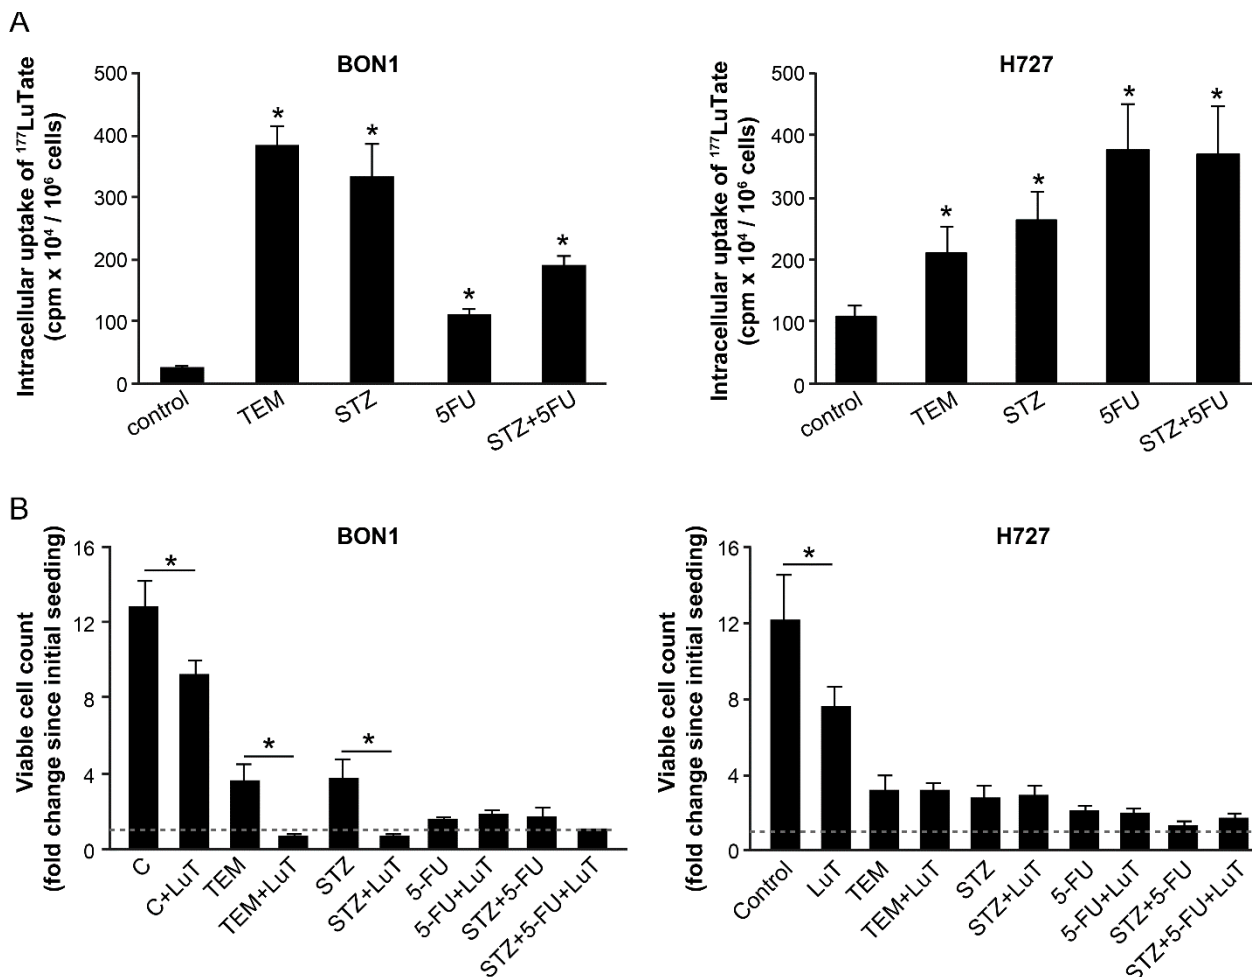 A
BON1
Intracellular uptake of ¹⁷⁷LuTate
(cpm x 10⁴ / 10⁶ cells)
500
400
300
200
100
0
* * * *
control TEM STZ 5FU STZ+5FU
H727
Intracellular uptake of ¹⁷⁷LuTate
(cpm x 10⁴ / 10⁶ cells)
500
400
300
200
100
0
* * * *
control TEM STZ 5FU STZ+5FU
B
BON1
Viable cell count
(fold change since initial seeding)
16
12
8
4
0
* * *
C C+LuT TEM TEM+LuT STZ STZ+LuT 5-FU 5-FU+LuT STZ+5-FU STZ+5-FU+LuT
H727
Viable cell count
(fold change since initial seeding)
16
12
8
4
0
*
Control LuT TEM TEM+LuT STZ STZ+LuT 5-FU 5-FU+LuT STZ+5-FU STZ+5-FU+LuT